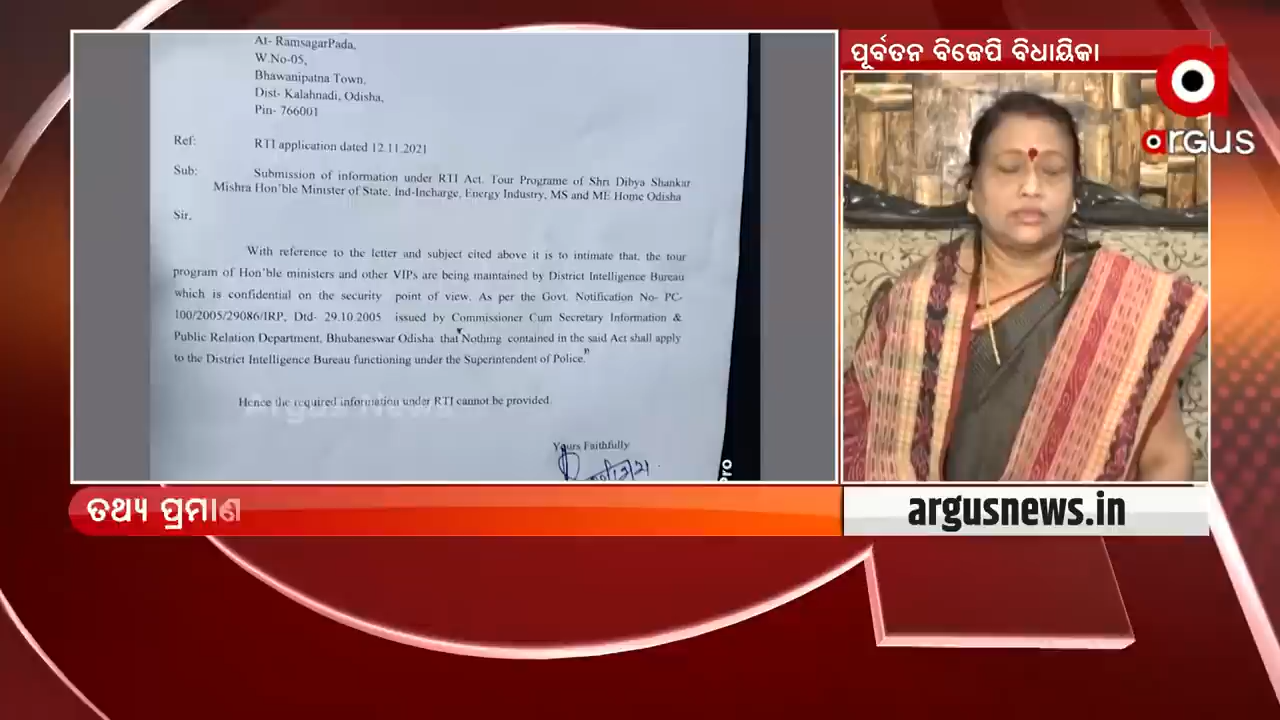 At- RamsagarPada,
W.No-05,
Bhawanipatna Town,
Dist- Kalahnadi, Odisha,
Pin- 766001
Ref: RTI application dated 12.11.2021
Sub: Submission of information under RTI Act. Tour Programe of Shri Dibya Shankar
Mishra Hon'ble Minister of State, Ind-Incharge, Energy Industry, MS and ME Home Odisha
Sir,
With reference to the letter and subject cited above it is to intimate that, the tour
program of Hon'ble ministers and other VIPs are being maintained by District Intelligence Bureau
which is confidential on the security point of view. As per the Govt. Notification No- PC-
100/2005/29086/IRP, Dtd- 29.10.2005 issued by Commissioner Cum Secretary Information &
Public Relation Department, Bhubaneswar Odisha that "Nothing contained in the said Act shall apply
to the District Intelligence Bureau functioning under the Superintendent of Police."
Hence the required information under RTI cannot be provided.
Argus News
Yours Faithfully
pro
ପୂର୍ବତନ ବିଜେପି ବିଧାୟିକା
argus
ତଥ୍ୟ ପ୍ରମାଣ
argusnews.in